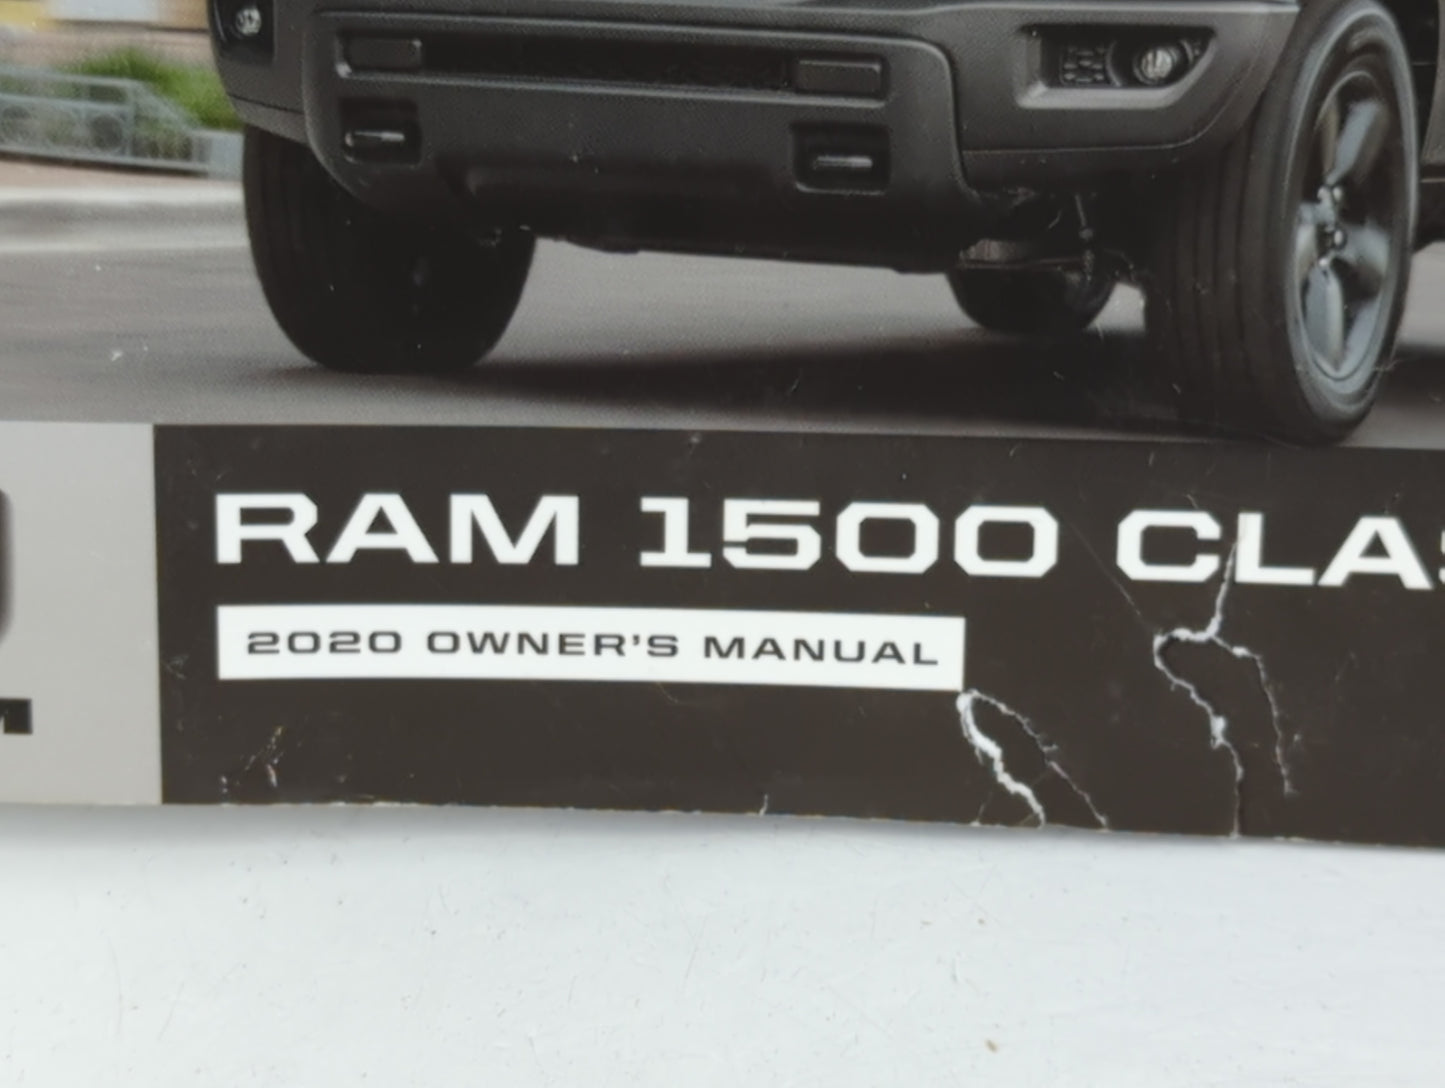 RAM 1500 CLAS
2020 OWNER'S MANUAL